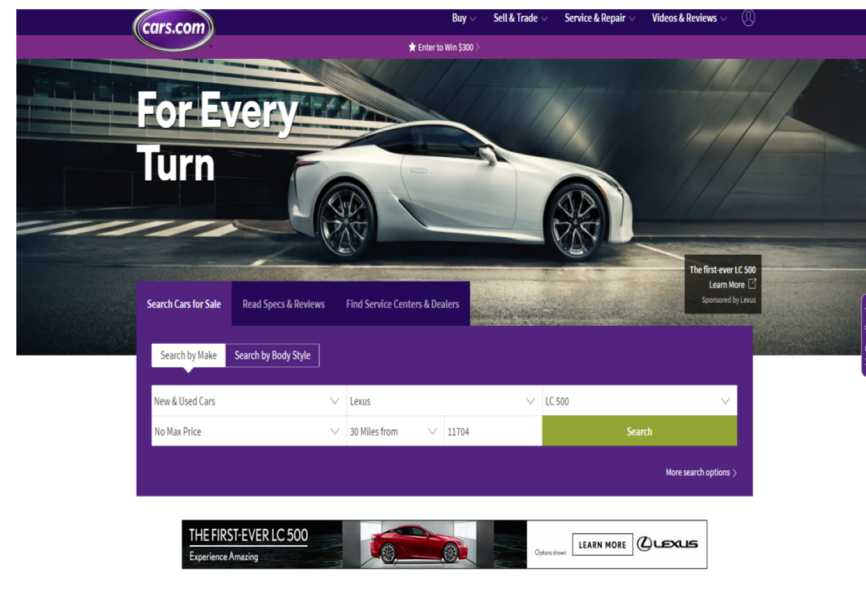 cars.com
Buy
Sell & Trade
Service & Repair
Videos & Reviews
Enter to Win $300
For Every
Turn
The first-ever LC 500
Learn More
Sponsored by Lexus
Search Cars for Sale
Read Specs & Reviews
Find Service Centers & Dealers
Search by Make
Search by Body Style
New & Used Cars
Lexus
LC 500
No Max Price
30 Miles from
11704
Search
More search options
THE FIRST-EVER LC 500
Experience Amazing
Options shown
LEARN MORE
LEXUS